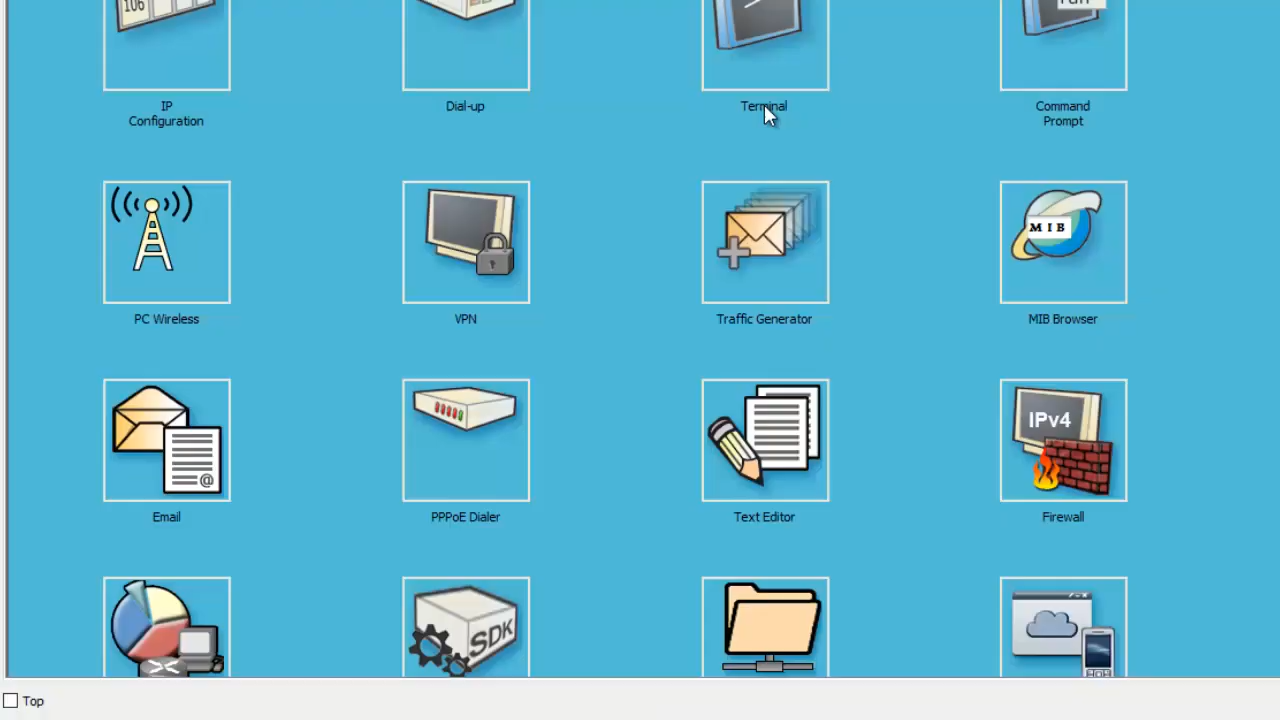 106
IP
Configuration
Dial-up
Terminal
Command
Prompt
MIB
PC Wireless
VPN
Traffic Generator
MIB Browser
@
IPv4
Email
PPPoE Dialer
Text Editor
Firewall
SDK
Top